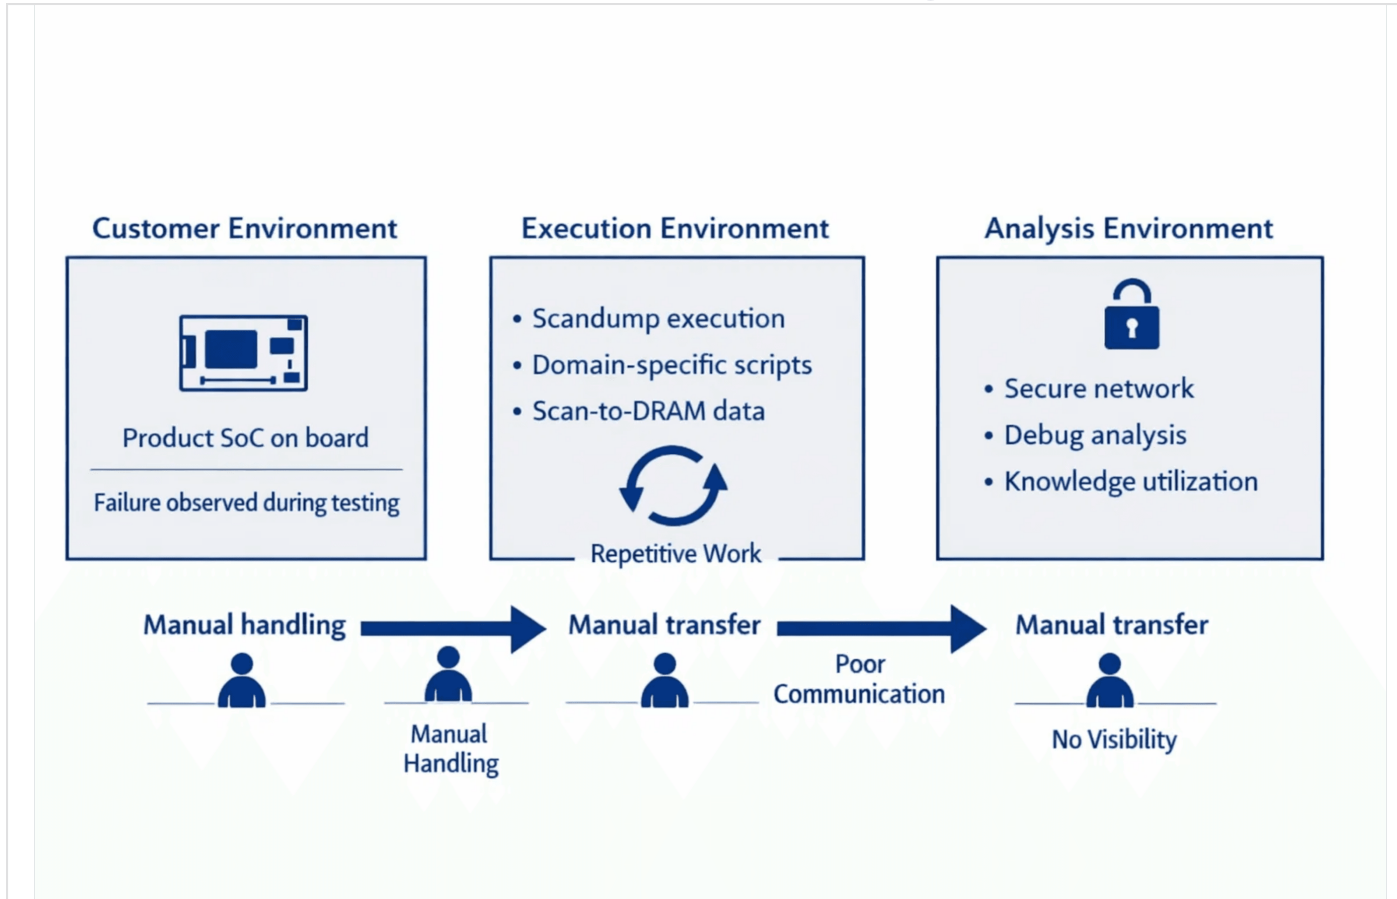 Customer Environment
Product SoC on board
Failure observed during testing
Execution Environment
• Scandump execution
• Domain-specific scripts
• Scan-to-DRAM data
Repetitive Work
Analysis Environment
• Secure network
• Debug analysis
• Knowledge utilization
Manual handling
Manual
Handling
Manual transfer
Poor
Communication
Manual transfer
No Visibility